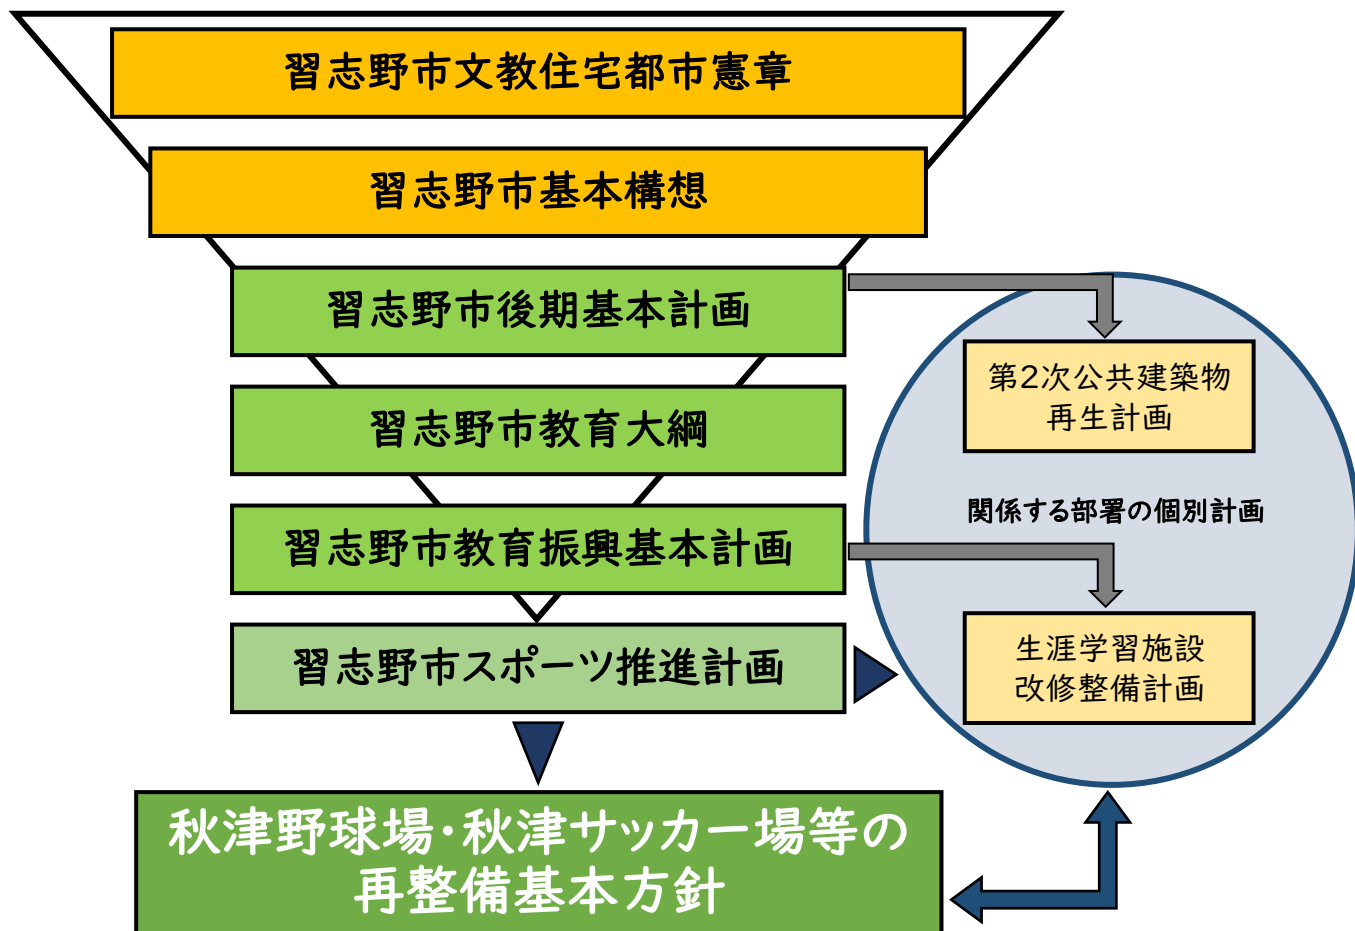 習志野市文教住宅都市憲章
習志野市基本構想
習志野市後期基本計画
習志野市教育大綱
習志野市教育振興基本計画
習志野市スポーツ推進計画
第2次公共建築物
再生計画
関係する部署の個別計画
生涯学習施設
改修整備計画
秋津野球場・秋津サッカー場等の
再整備基本方針